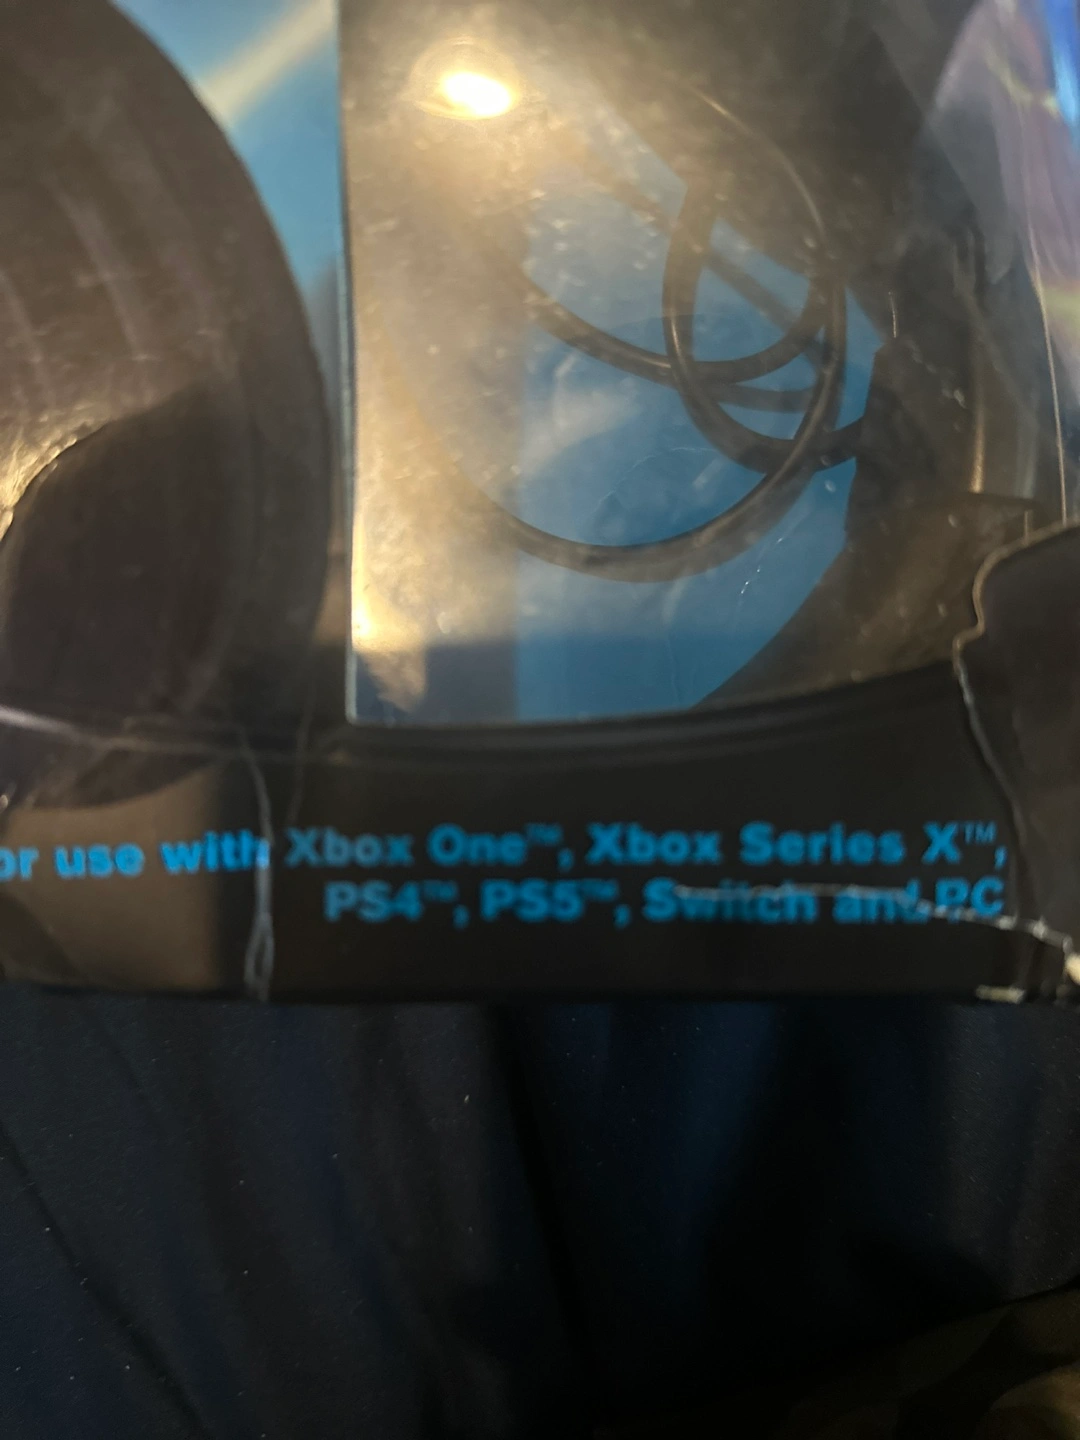 or use with Xbox One™, Xbox Series X™,
PS4™, PS5™, Switch and PC